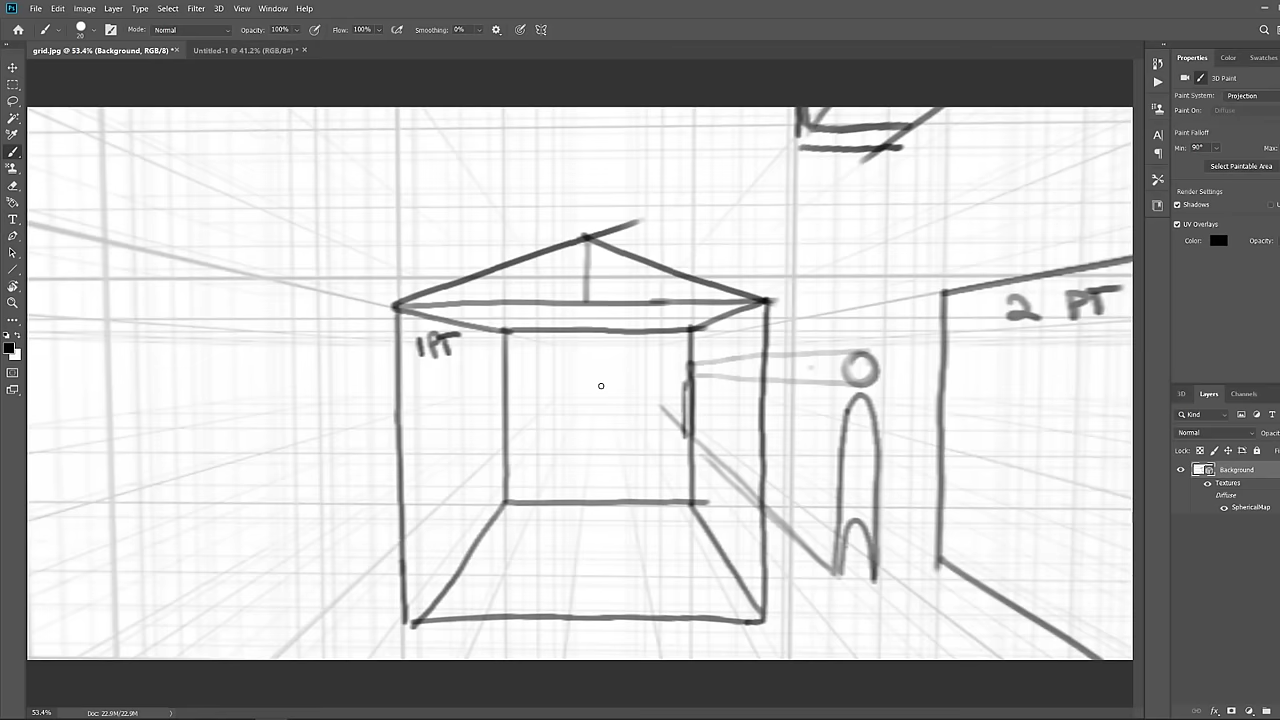 File Edit Image Layer Type Select Filter 3D View Window Help
20 Mode: Normal Opacity: 100% Flow: 100% Smoothing: 0%
grid.jpg @ 53.4% (Background, RGB/8) * × Untitled-1 @ 41.2% (RGB/8#) * ×
Properties Color Swatches
3D Paint
Paint System: Projection
Paint On: Diffuse
Paint Falloff
Min: 90° Max:
Select Paintable Area
Render Settings
Shadows
UV Overlays
Color: Opacity:
2 PT
1PT
3D Layers Channels
Kind
Normal Opacit
Lock: Fi
Background
Textures
Diffuse
SphericalMap
53.4% Doc: 22.9M/22.9M